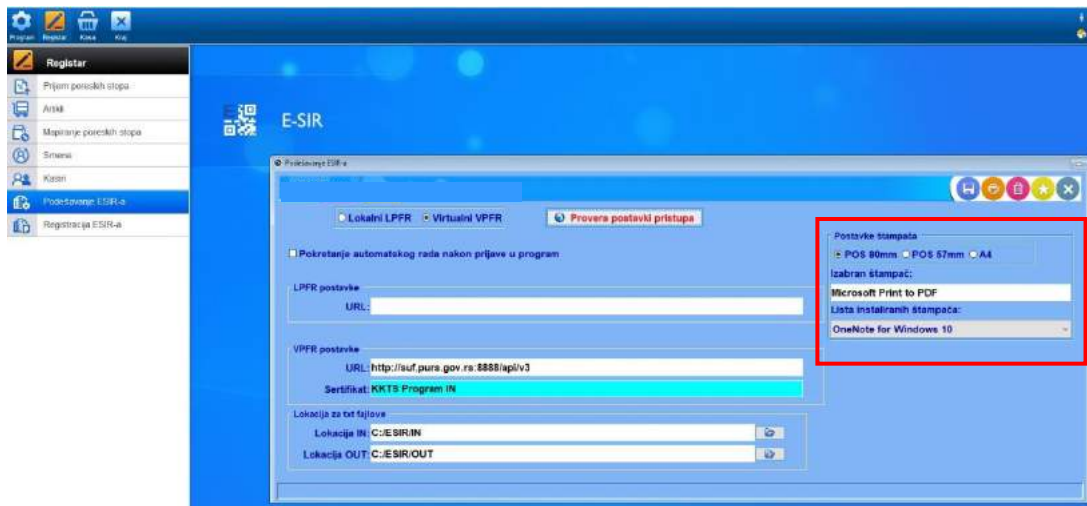 Program Registar Kasa Kraj
Registar
Prijem poreskih stopa
Artikli
Mapiranje poreskih stopa
Smena
Kasiri
Podešavanje ESIR-a
Registracija ESIR-a
E-SIR
Podešavanje ESIR-a
Lokalni LPFR Virtualni VPFR Provera postavki pristupa
Pokretanje automatskog rada nakon prijave u program
LPFR postavke
URL:
VPFR postavke
URL: http://suf.purs.gov.rs:8888/api/v3
Sertifikat: KKTS Program IN
Lokacija za txt fajlove
Lokacija IN: C:/ESIR/IN
Lokacija OUT: C:/ESIR/OUT
Postavke štampača
POS 80mm POS 57mm A4
Izabran štampač:
Microsoft Print to PDF
Lista instaliranih štampača:
OneNote for Windows 10